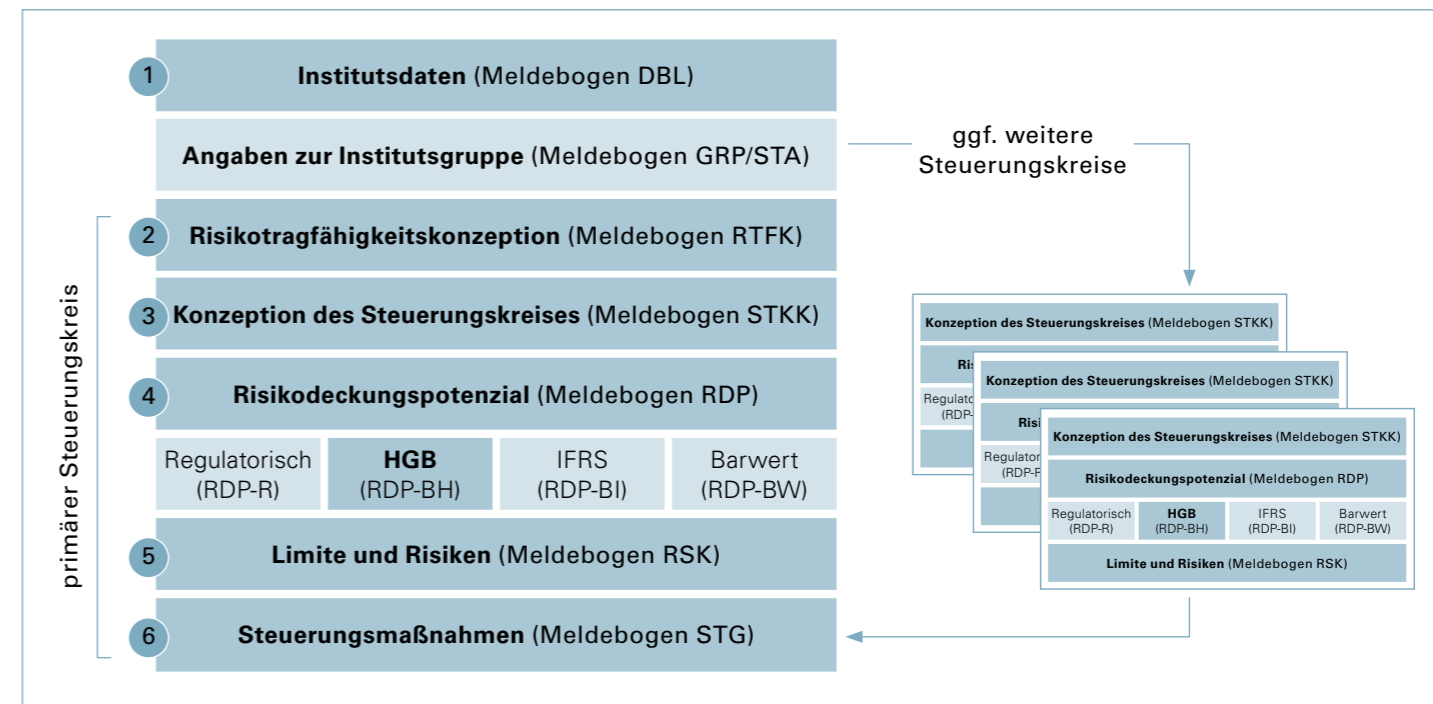 1 Institutsdaten (Meldebogen DBL)
Angaben zur Institutsgruppe (Meldebogen GRP/STA)
ggf. weitere
Steuerungskreise
primärer Steuerungskreis
2 Risikotragfähigkeitskonzeption (Meldebogen RTFK)
3 Konzeption des Steuerungskreises (Meldebogen STKK)
4 Risikodeckungspotenzial (Meldebogen RDP)
Regulatorisch
(RDP-R)
HGB
(RDP-BH)
IFRS
(RDP-BI)
Barwert
(RDP-BW)
5 Limite und Risiken (Meldebogen RSK)
6 Steuerungsmaßnahmen (Meldebogen STG)
Konzeption des Steuerungskreises (Meldebogen STKK)
Konzeption des Steuerungskreises (Meldebogen STKK)
Konzeption des Steuerungskreises (Meldebogen STKK)
Risikodeckungspotenzial (Meldebogen RDP)
Regulatorisch
(RDP-R)
HGB
(RDP-BH)
IFRS
(RDP-BI)
Barwert
(RDP-BW)
Limite und Risiken (Meldebogen RSK)